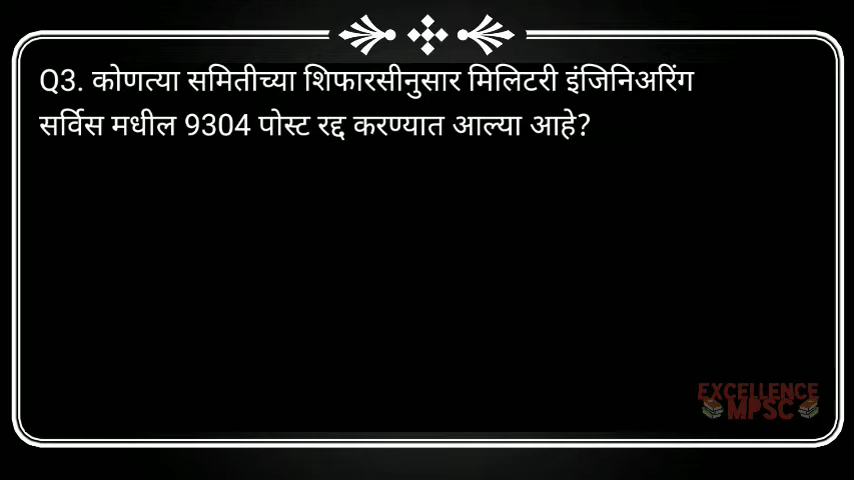 Q3. कोणत्या समितीच्या शिफारसीनुसार मिलिटरी इंजिनिअरिंग
सर्विस मधील 9304 पोस्ट रद्द करण्यात आल्या आहे?
EXCELLENCE
MPSC